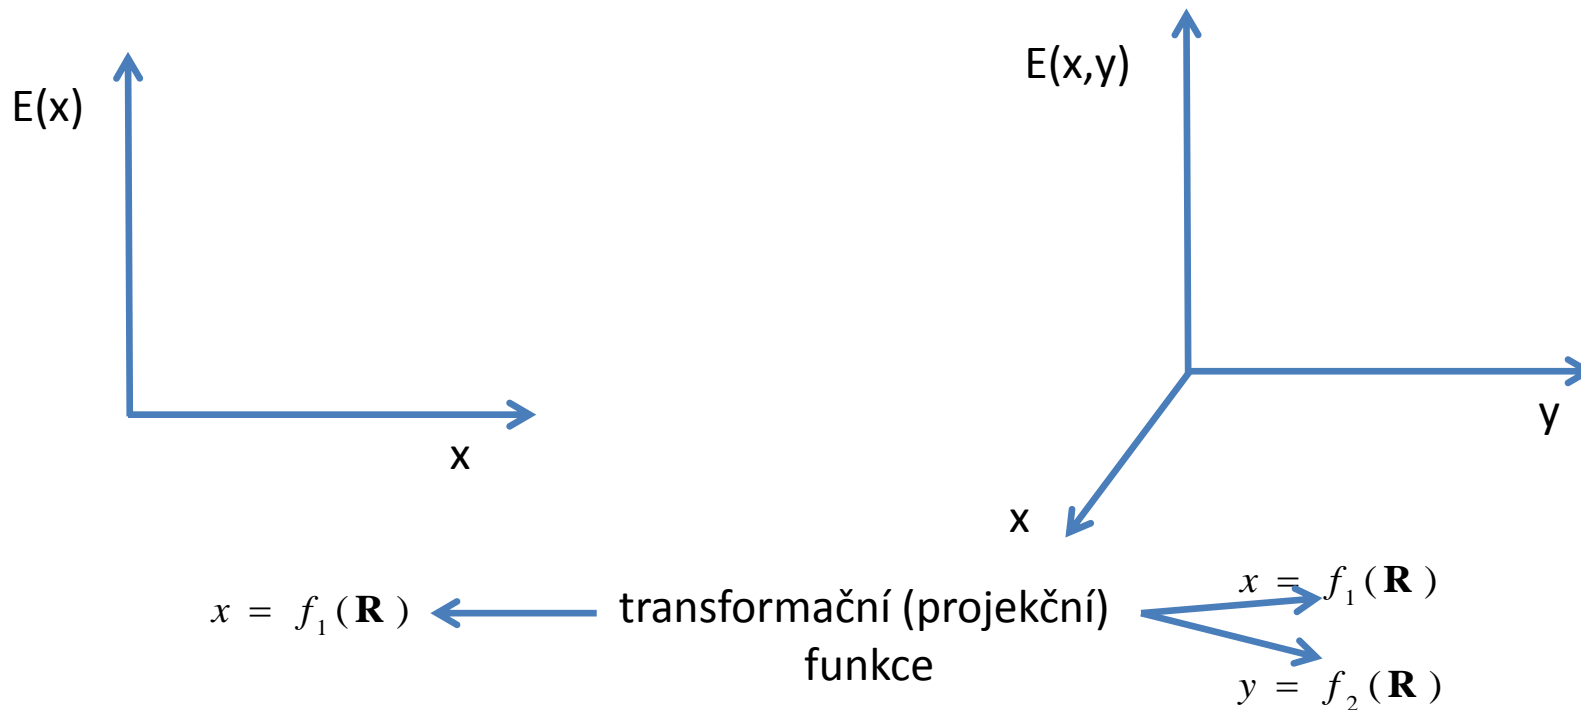 E(x)
x
E(x,y)
y
x
x = f₁(R)
transformační (projekční)
funkce
x = f₁(R)
y = f₂(R)